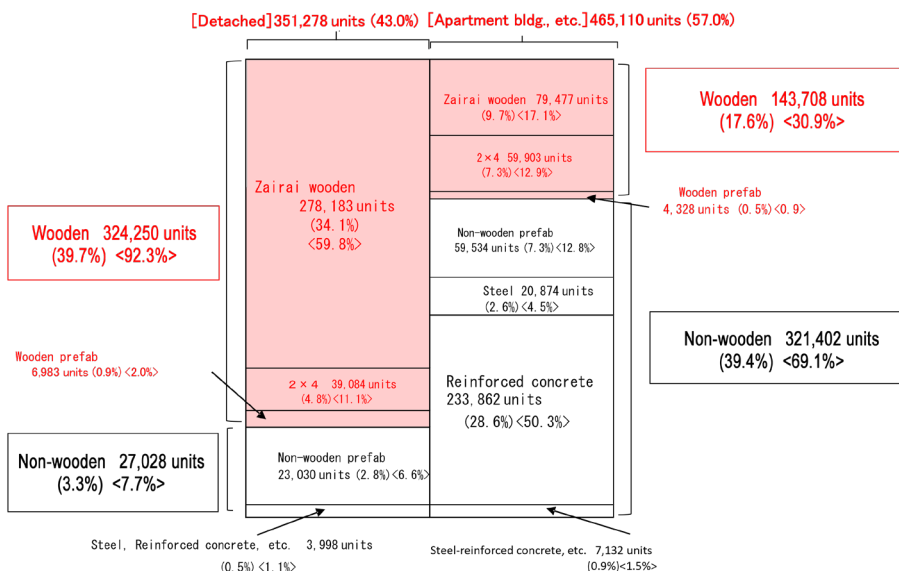 [Detached]351,278 units (43.0%) [Apartment bldg., etc.]465,110 units (57.0%)
Zairai wooden 79,477 units
(9.7%)<17.1%>
Wooden 143,708 units
(17.6%) <30.9%>
2×4 59,903 units
(7.3%)<12.9%>
Wooden prefab
4,328 units (0.5%)<0.9>
Zairai wooden
278,183 units
(34.1%)
<59.8%>
Wooden 324,250 units
(39.7%) <92.3%>
Non-wooden prefab
59,534 units (7.3%)<12.8%>
Steel 20,874 units
(2.6%)<4.5%>
Non-wooden 321,402 units
(39.4%) <69.1%>
Wooden prefab
6,983 units (0.9%)<2.0%>
2×4 39,084 units
(4.8%)<11.1%>
Reinforced concrete
233,862 units
(28.6%)<50.3%>
Non-wooden 27,028 units
(3.3%) <7.7%>
Non-wooden prefab
23,030 units (2.8%)<6.6%>
Steel, Reinforced concrete, etc. 3,998 units
(0.5%)<1.1%>
Steel-reinforced concrete, etc. 7,132 units
(0.9%)<1.5%>